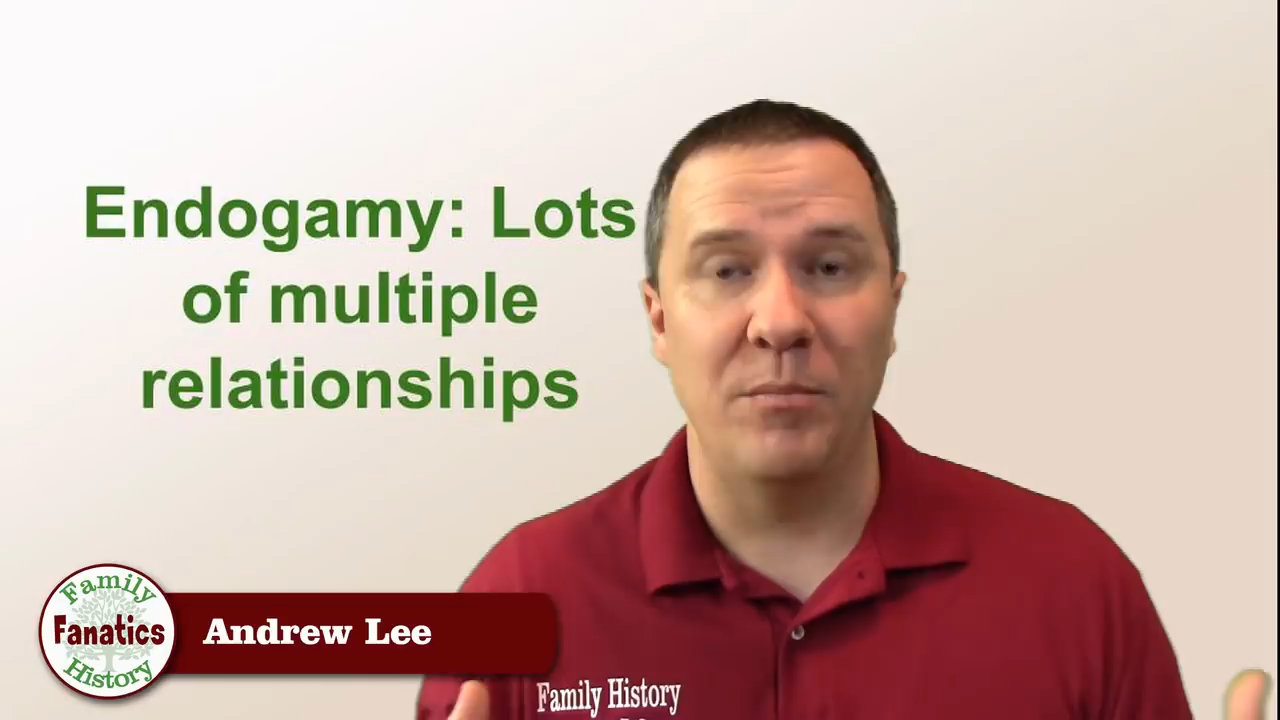 Endogamy: Lots
of multiple
relationships
Family
Fanatics
History
Andrew Lee
Family History